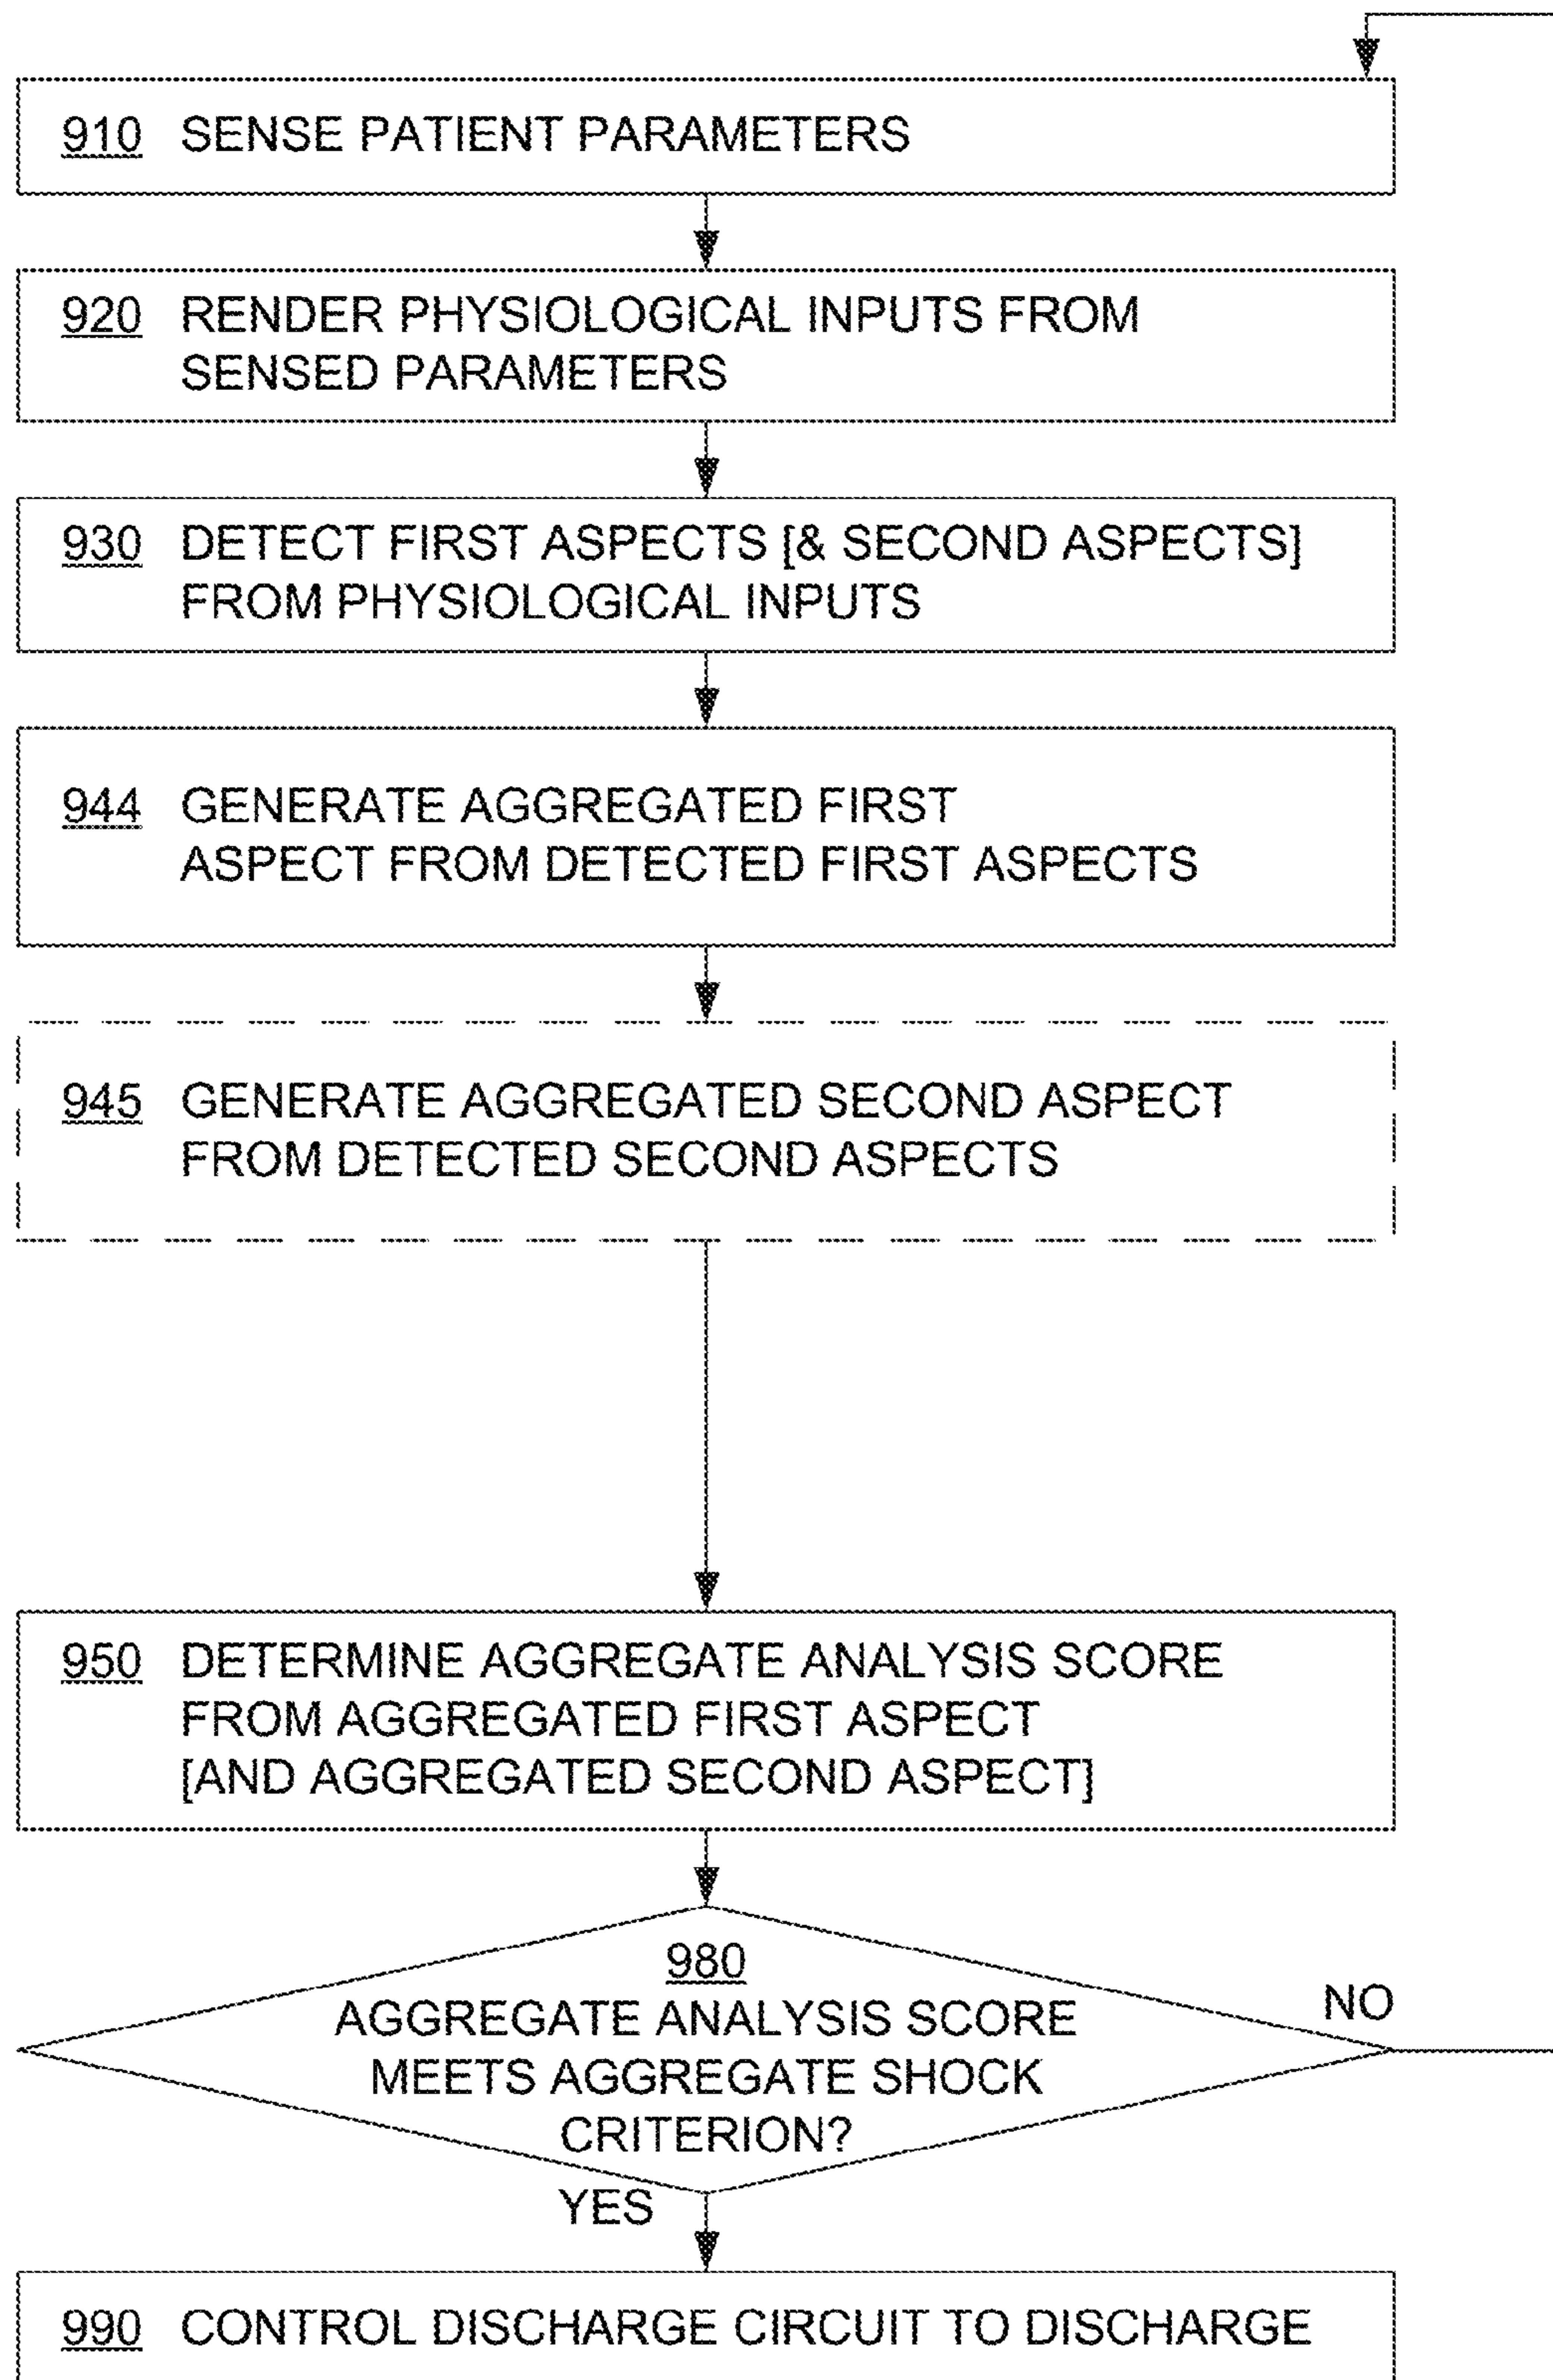 910 SENSE PATIENT PARAMETERS
920 RENDER PHYSIOLOGICAL INPUTS FROM
SENSED PARAMETERS
930 DETECT FIRST ASPECTS [& SECOND ASPECTS]
FROM PHYSIOLOGICAL INPUTS
944 GENERATE AGGREGATED FIRST
ASPECT FROM DETECTED FIRST ASPECTS
945 GENERATE AGGREGATED SECOND ASPECT
FROM DETECTED SECOND ASPECTS
950 DETERMINE AGGREGATE ANALYSIS SCORE
FROM AGGREGATED FIRST ASPECT
[AND AGGREGATED SECOND ASPECT]
980
AGGREGATE ANALYSIS SCORE
MEETS AGGREGATE SHOCK
CRITERION?
NO
YES
990 CONTROL DISCHARGE CIRCUIT TO DISCHARGE